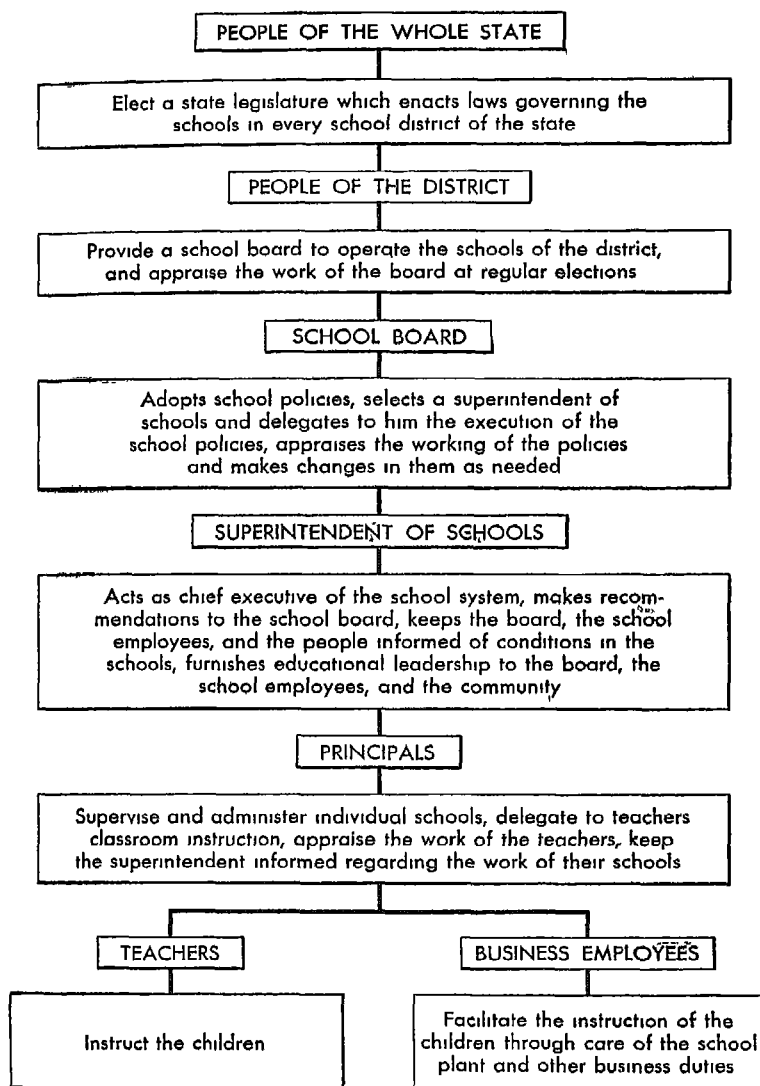 PEOPLE OF THE WHOLE STATE
Elect a state legislature which enacts laws governing the
schools in every school district of the state
PEOPLE OF THE DISTRICT
Provide a school board to operate the schools of the district,
and appraise the work of the board at regular elections
SCHOOL BOARD
Adopts school policies, selects a superintendent of
schools and delegates to him the execution of the
school policies, appraises the working of the policies
and makes changes in them as needed
SUPERINTENDENT OF SCHOOLS
Acts as chief executive of the school system, makes recom-
mendations to the school board, keeps the board, the school
employees, and the people informed of conditions in the
schools, furnishes educational leadership to the board, the
school employees, and the community
PRINCIPALS
Supervise and administer individual schools, delegate to teachers
classroom instruction, appraise the work of the teachers, keep
the superintendent informed regarding the work of their schools
TEACHERS
Instruct the children
BUSINESS EMPLOYEES
Facilitate the instruction of the
children through care of the school
plant and other business duties